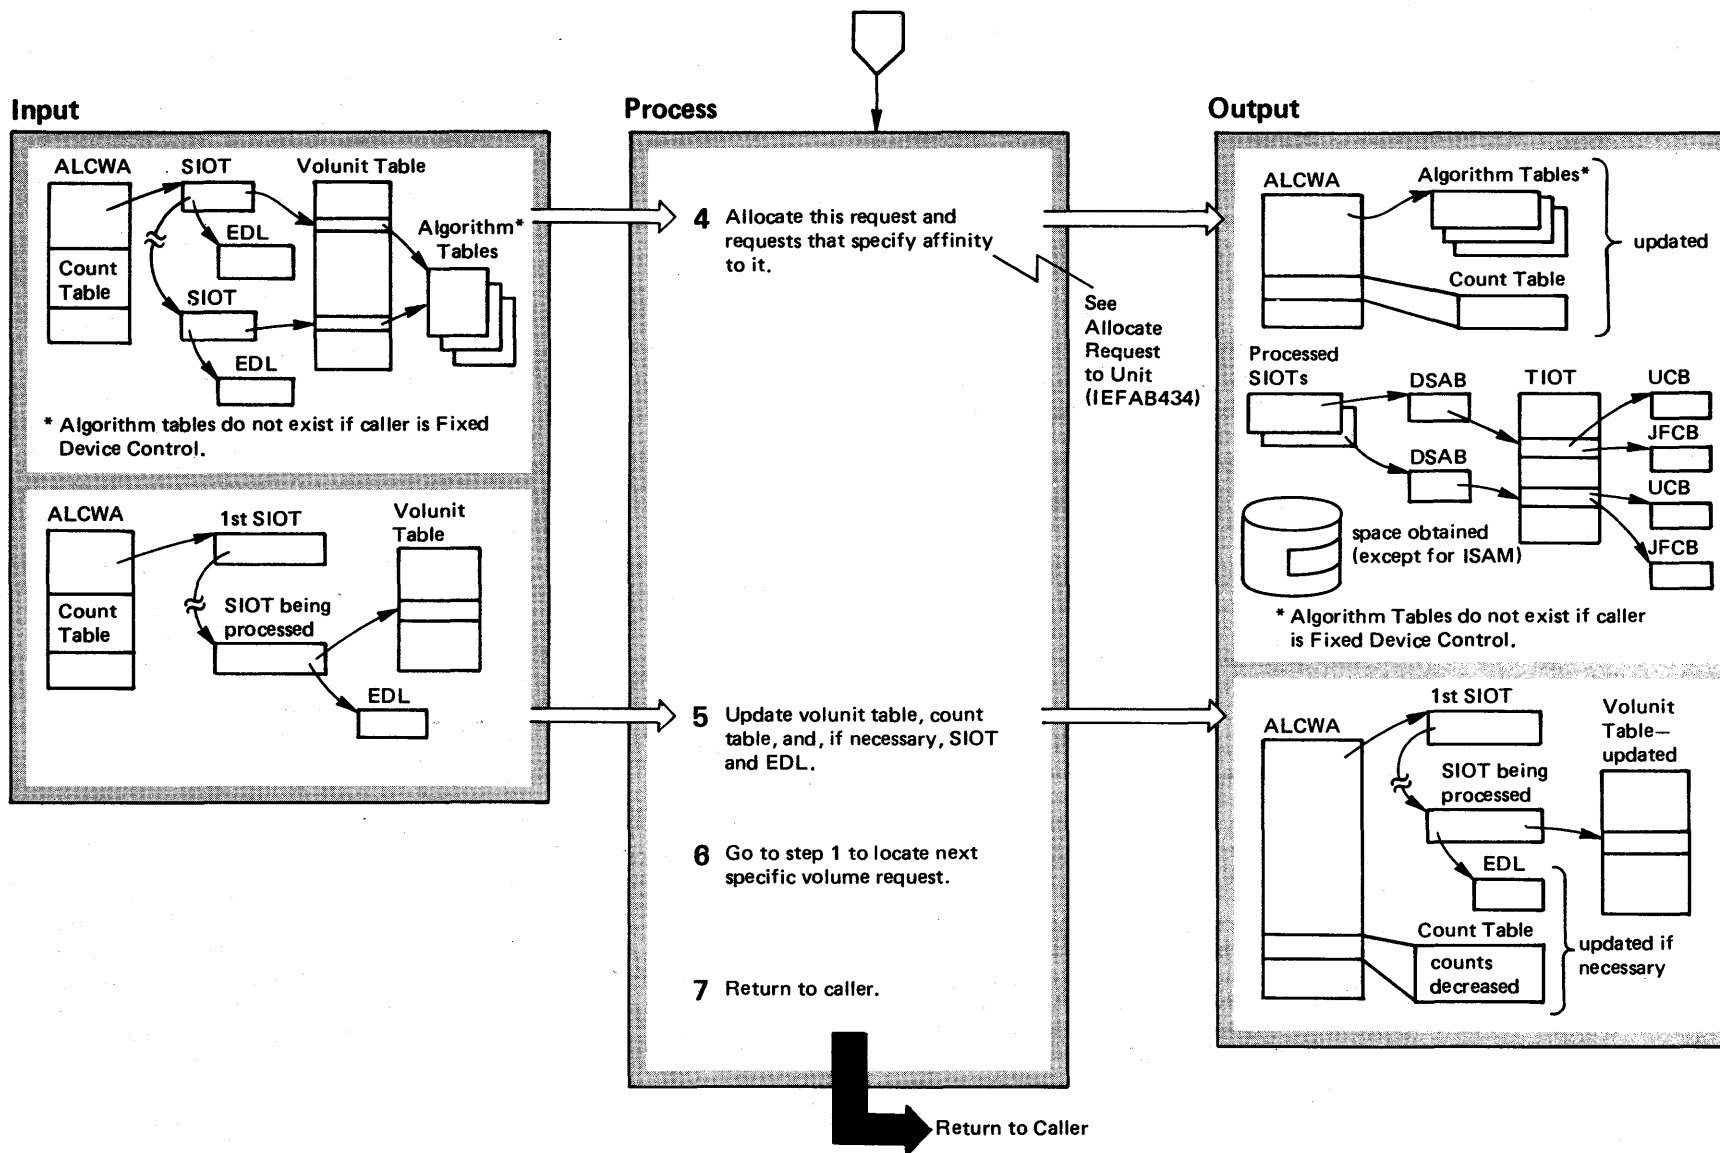 Input
ALCWA
SIOT
Volunit Table
EDL
Count
Table
Algorithm*
Tables
SIOT
EDL
* Algorithm tables do not exist if caller is Fixed
Device Control.
ALCWA
1st SIOT
Volunit
Table
Count
Table
SIOT being
processed
EDL
Process
4 Allocate this request and
requests that specify affinity
to it.
See
Allocate
Request
to Unit
(IEFAB434)
5 Update volunit table, count
table, and, if necessary, SIOT
and EDL.
6 Go to step 1 to locate next
specific volume request.
7 Return to caller.
Return to Caller
Output
ALCWA
Algorithm Tables*
updated
Count Table
Processed
SIOTs
DSAB
TIOT
UCB
JFCB
DSAB
UCB
space obtained
(except for ISAM)
JFCB
* Algorithm Tables do not exist if caller
is Fixed Device Control.
ALCWA
1st SIOT
Volunit
Table—
updated
SIOT being
processed
EDL
Count Table
counts
decreased
updated if
necessary